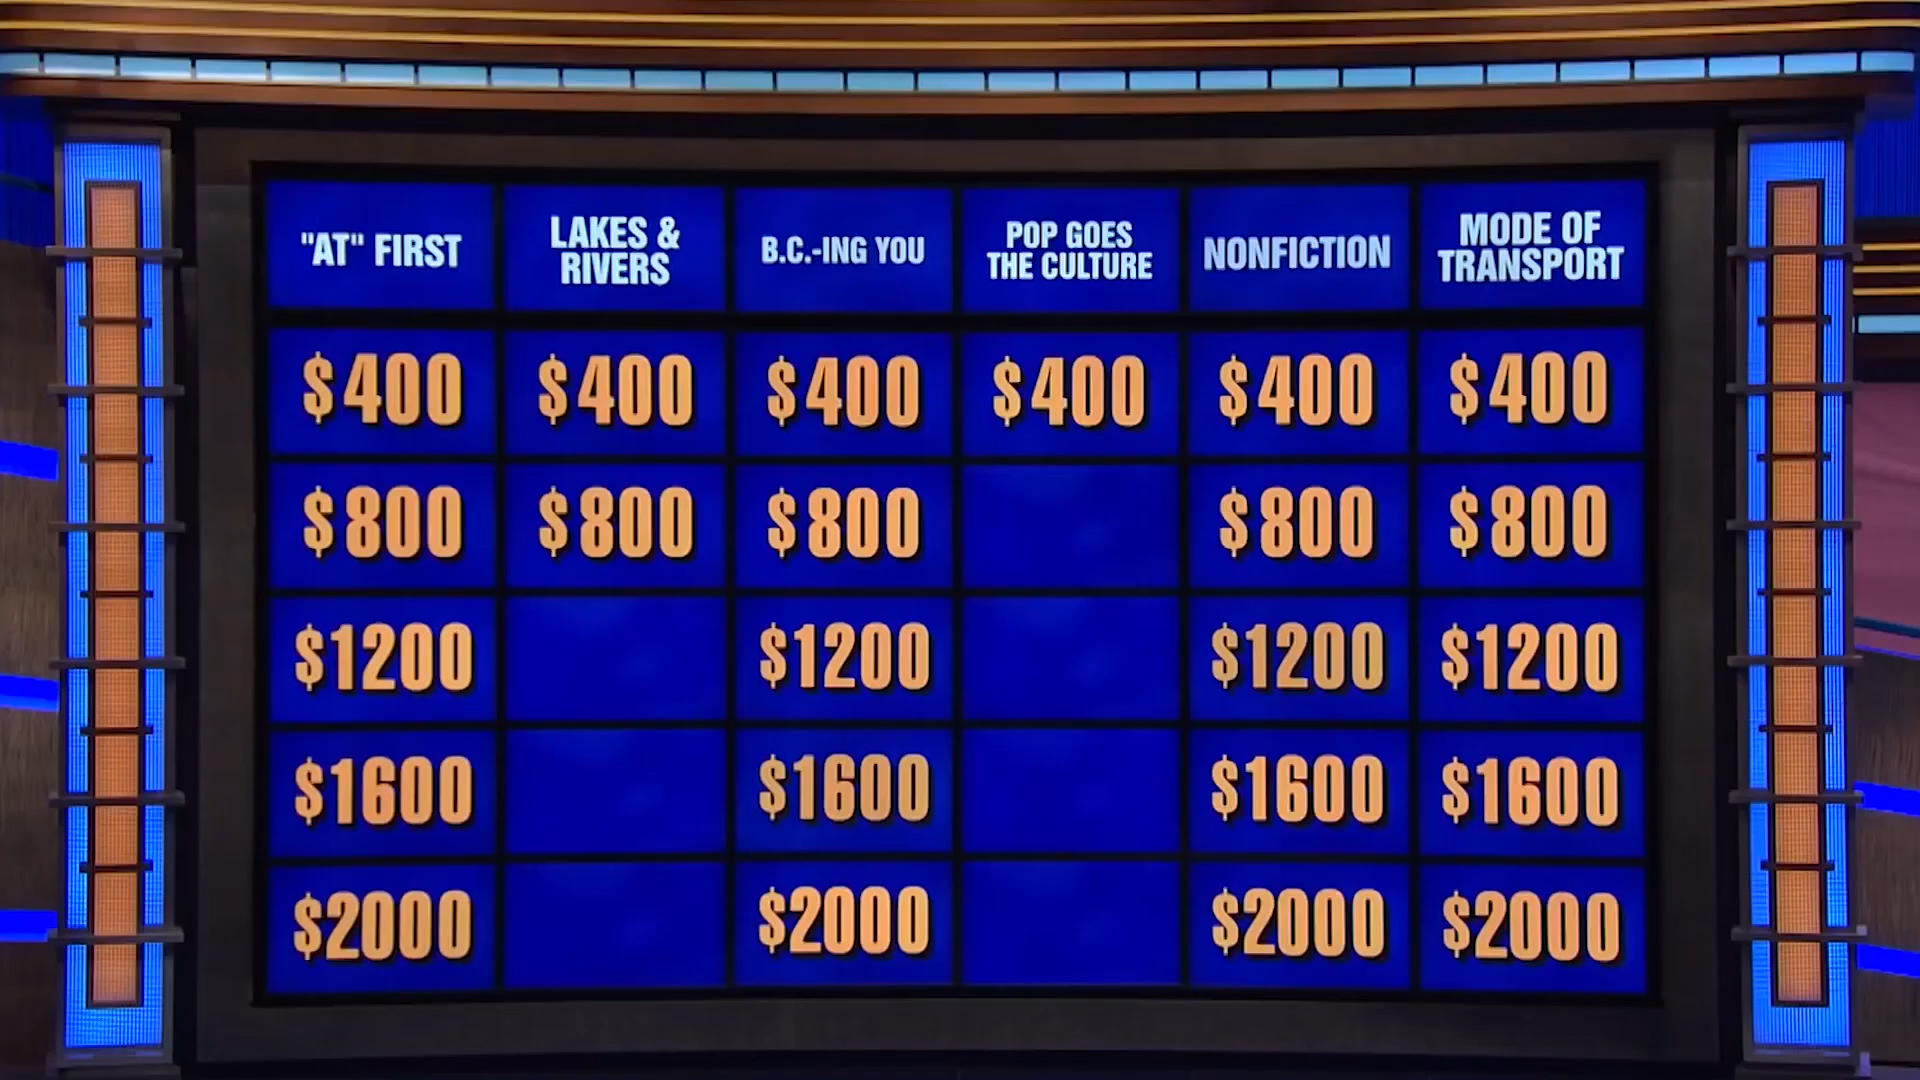 "AT" FIRST
LAKES &
RIVERS
B.C.-ING YOU
POP GOES
THE CULTURE
NONFICTION
MODE OF
TRANSPORT
$400 $400 $400 $400 $400 $400
$800 $800 $800 $800 $800
$1200 $1200 $1200 $1200
$1600 $1600 $1600 $1600
$2000 $2000 $2000 $2000